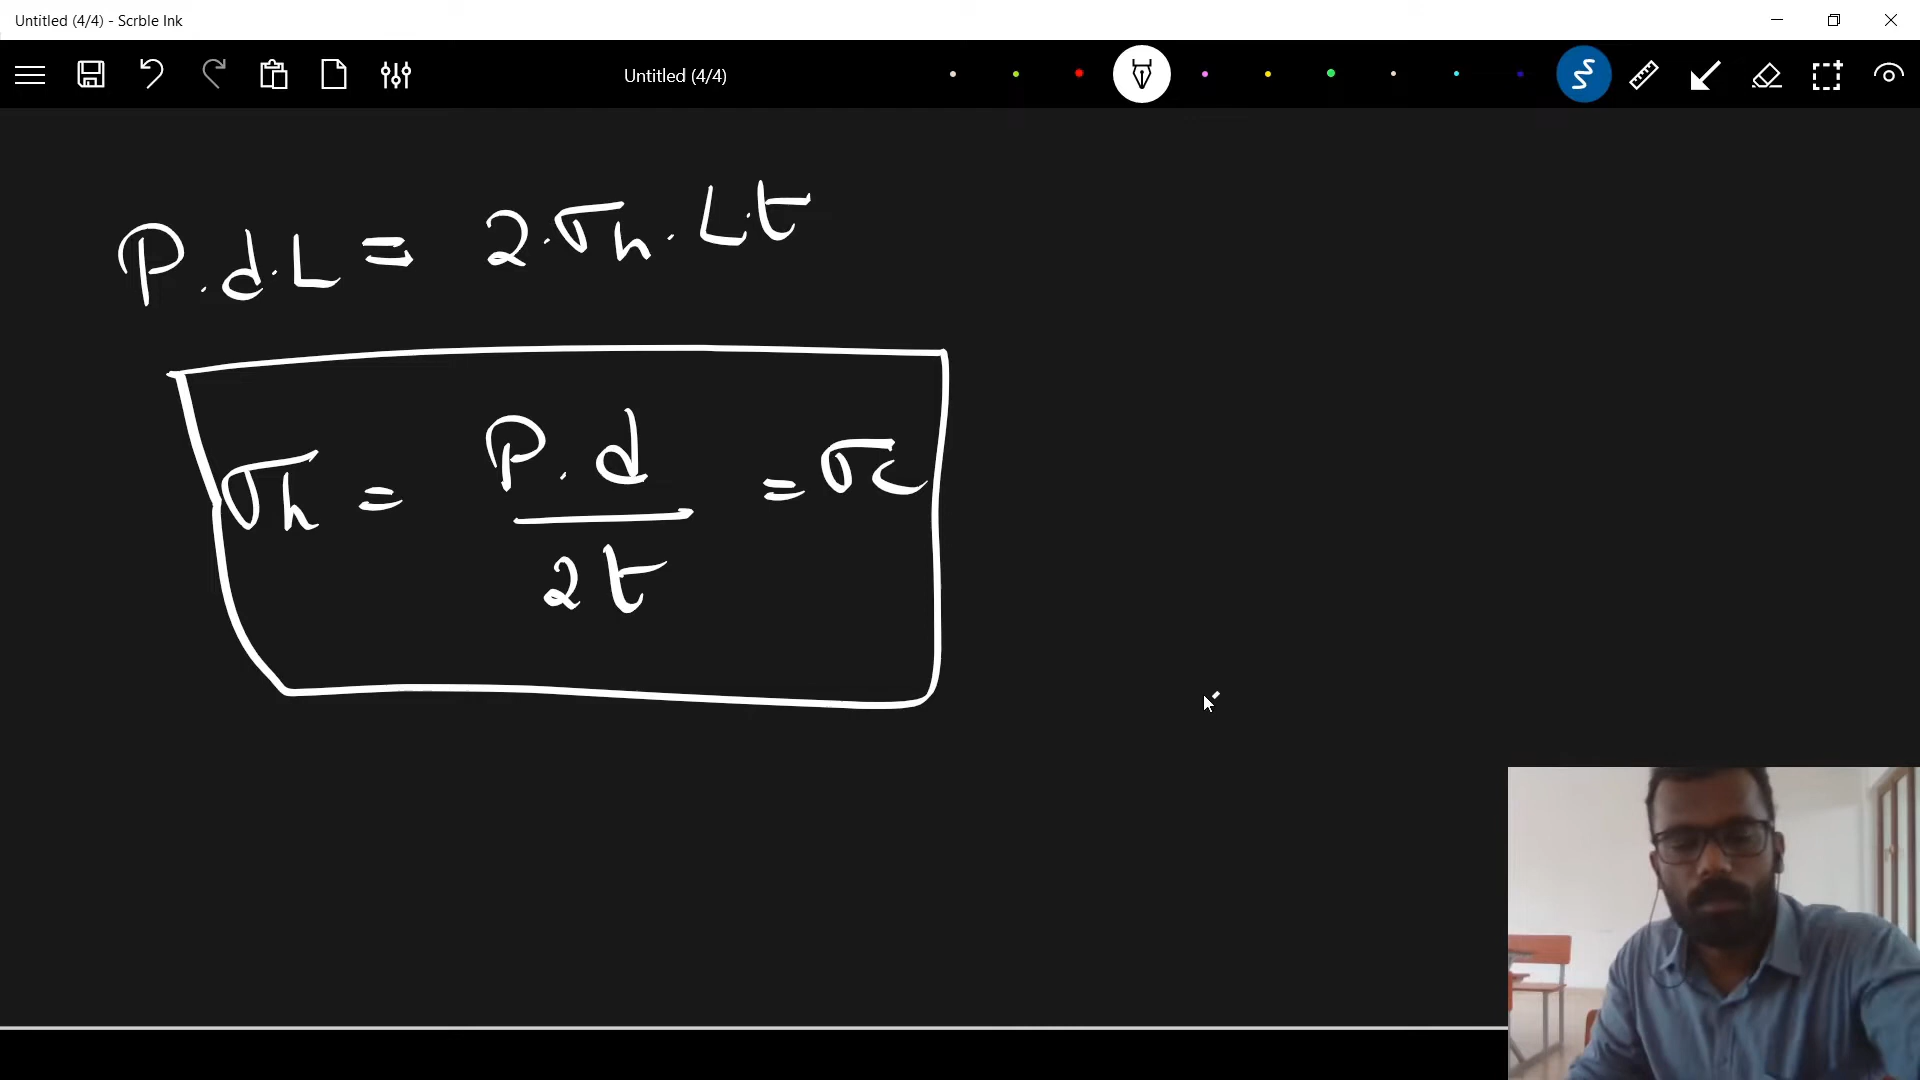 Untitled (4/4) - Scrble Ink
Untitled (4/4)
P.d.L = 2.σh.L.t
σh = P.d / 2t = σc